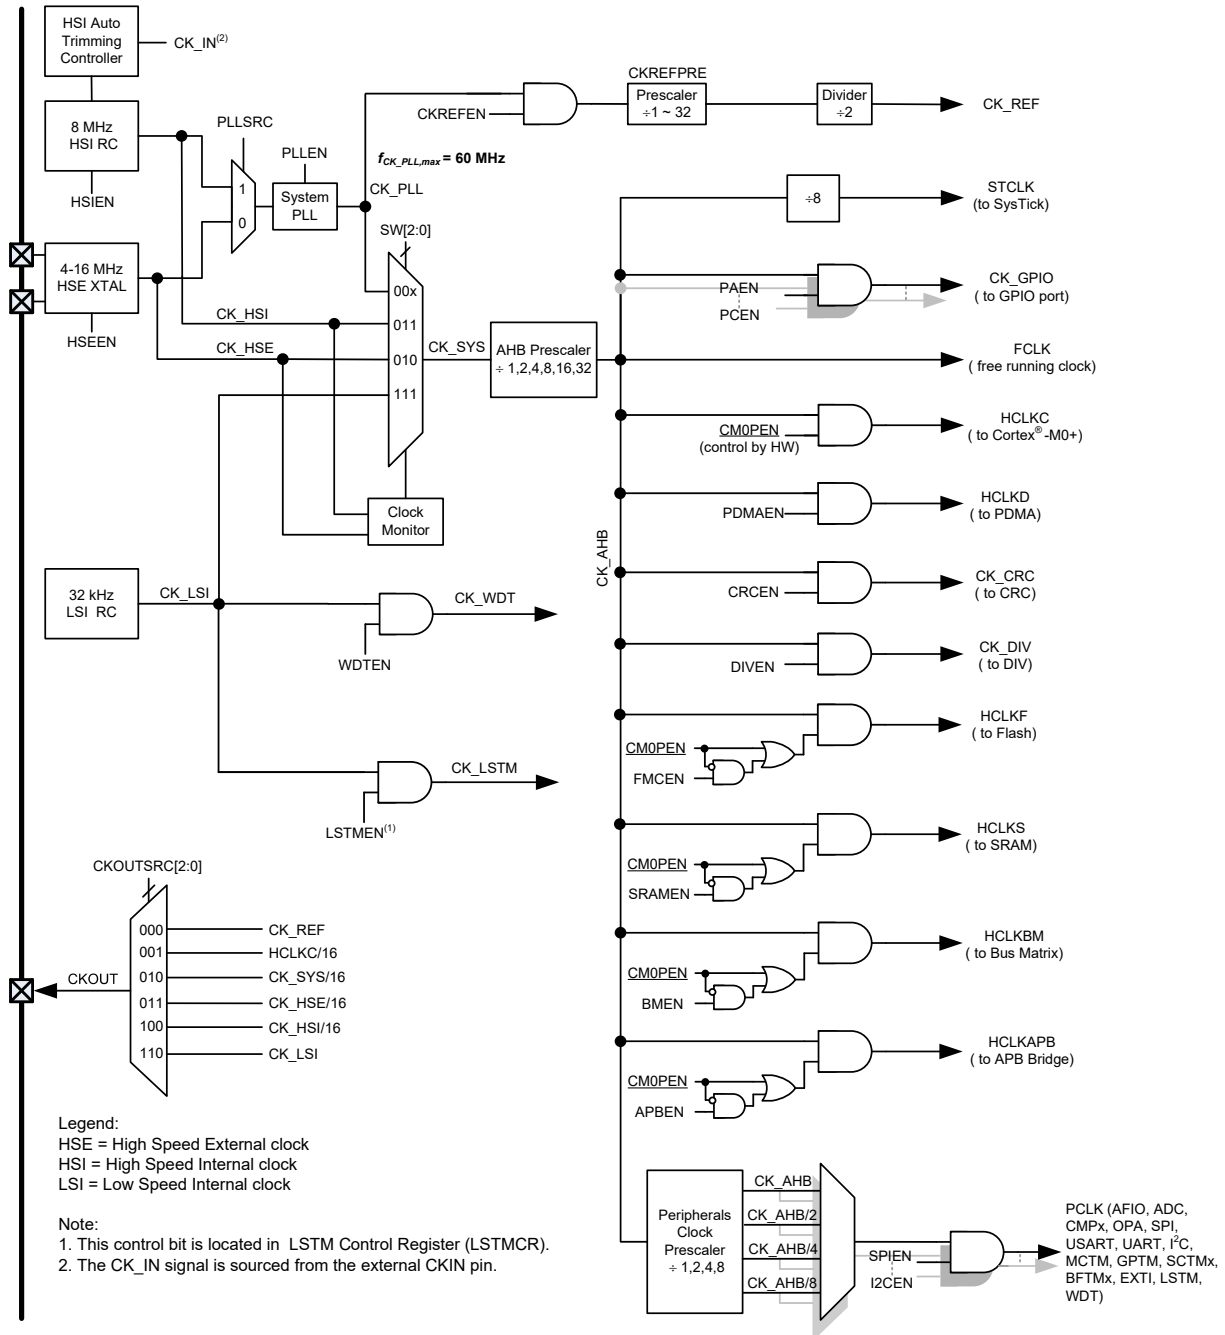 HSI Auto
Trimming
Controller
CK_IN(2)
8 MHz
HSI RC
HSIEN
PLLSRC
1
0
PLLEN
System
PLL
fCK_PLL,max = 60 MHz
CK_PLL
CKREFEN
CKREFPRE
Prescaler
÷1 ~ 32
Divider
÷2
CK_REF
4-16 MHz
HSE XTAL
HSEEN
CK_HSI
CK_HSE
SW[2:0]
00x
011
010
111
CK_SYS
AHB Prescaler
÷ 1,2,4,8,16,32
Clock
Monitor
÷8
STCLK
(to SysTick)
PAEN
PCEN
CK_GPIO
( to GPIO port)
FCLK
( free running clock)
CM0PEN
(control by HW)
HCLKC
( to Cortex®-M0+)
PDMAEN
HCLKD
( to PDMA)
CK_AHB
CRCEN
CK_CRC
( to CRC)
DIVEN
CK_DIV
( to DIV)
32 kHz
LSI RC
CK_LSI
CK_WDT
WDTEN
CK_LSTM
LSTMEN(1)
CM0PEN
FMCEN
HCLKF
( to Flash)
CM0PEN
SRAMEN
HCLKS
( to SRAM)
CM0PEN
BMEN
HCLKBM
( to Bus Matrix)
CM0PEN
APBEN
HCLKAPB
( to APB Bridge)
CKOUTSRC[2:0]
CKOUT
000 CK_REF
001 HCLKC/16
010 CK_SYS/16
011 CK_HSE/16
100 CK_HSI/16
110 CK_LSI
Legend:
HSE = High Speed External clock
HSI = High Speed Internal clock
LSI = Low Speed Internal clock
Note:
1. This control bit is located in LSTM Control Register (LSTMCR).
2. The CK_IN signal is sourced from the external CKIN pin.
Peripherals
Clock
Prescaler
÷ 1,2,4,8
CK_AHB
CK_AHB/2
CK_AHB/4
CK_AHB/8
SPIEN
I2CEN
PCLK (AFIO, ADC,
CMPx, OPA, SPI,
USART, UART, I²C,
MCTM, GPTM, SCTMx,
BFTMx, EXTI, LSTM,
WDT)